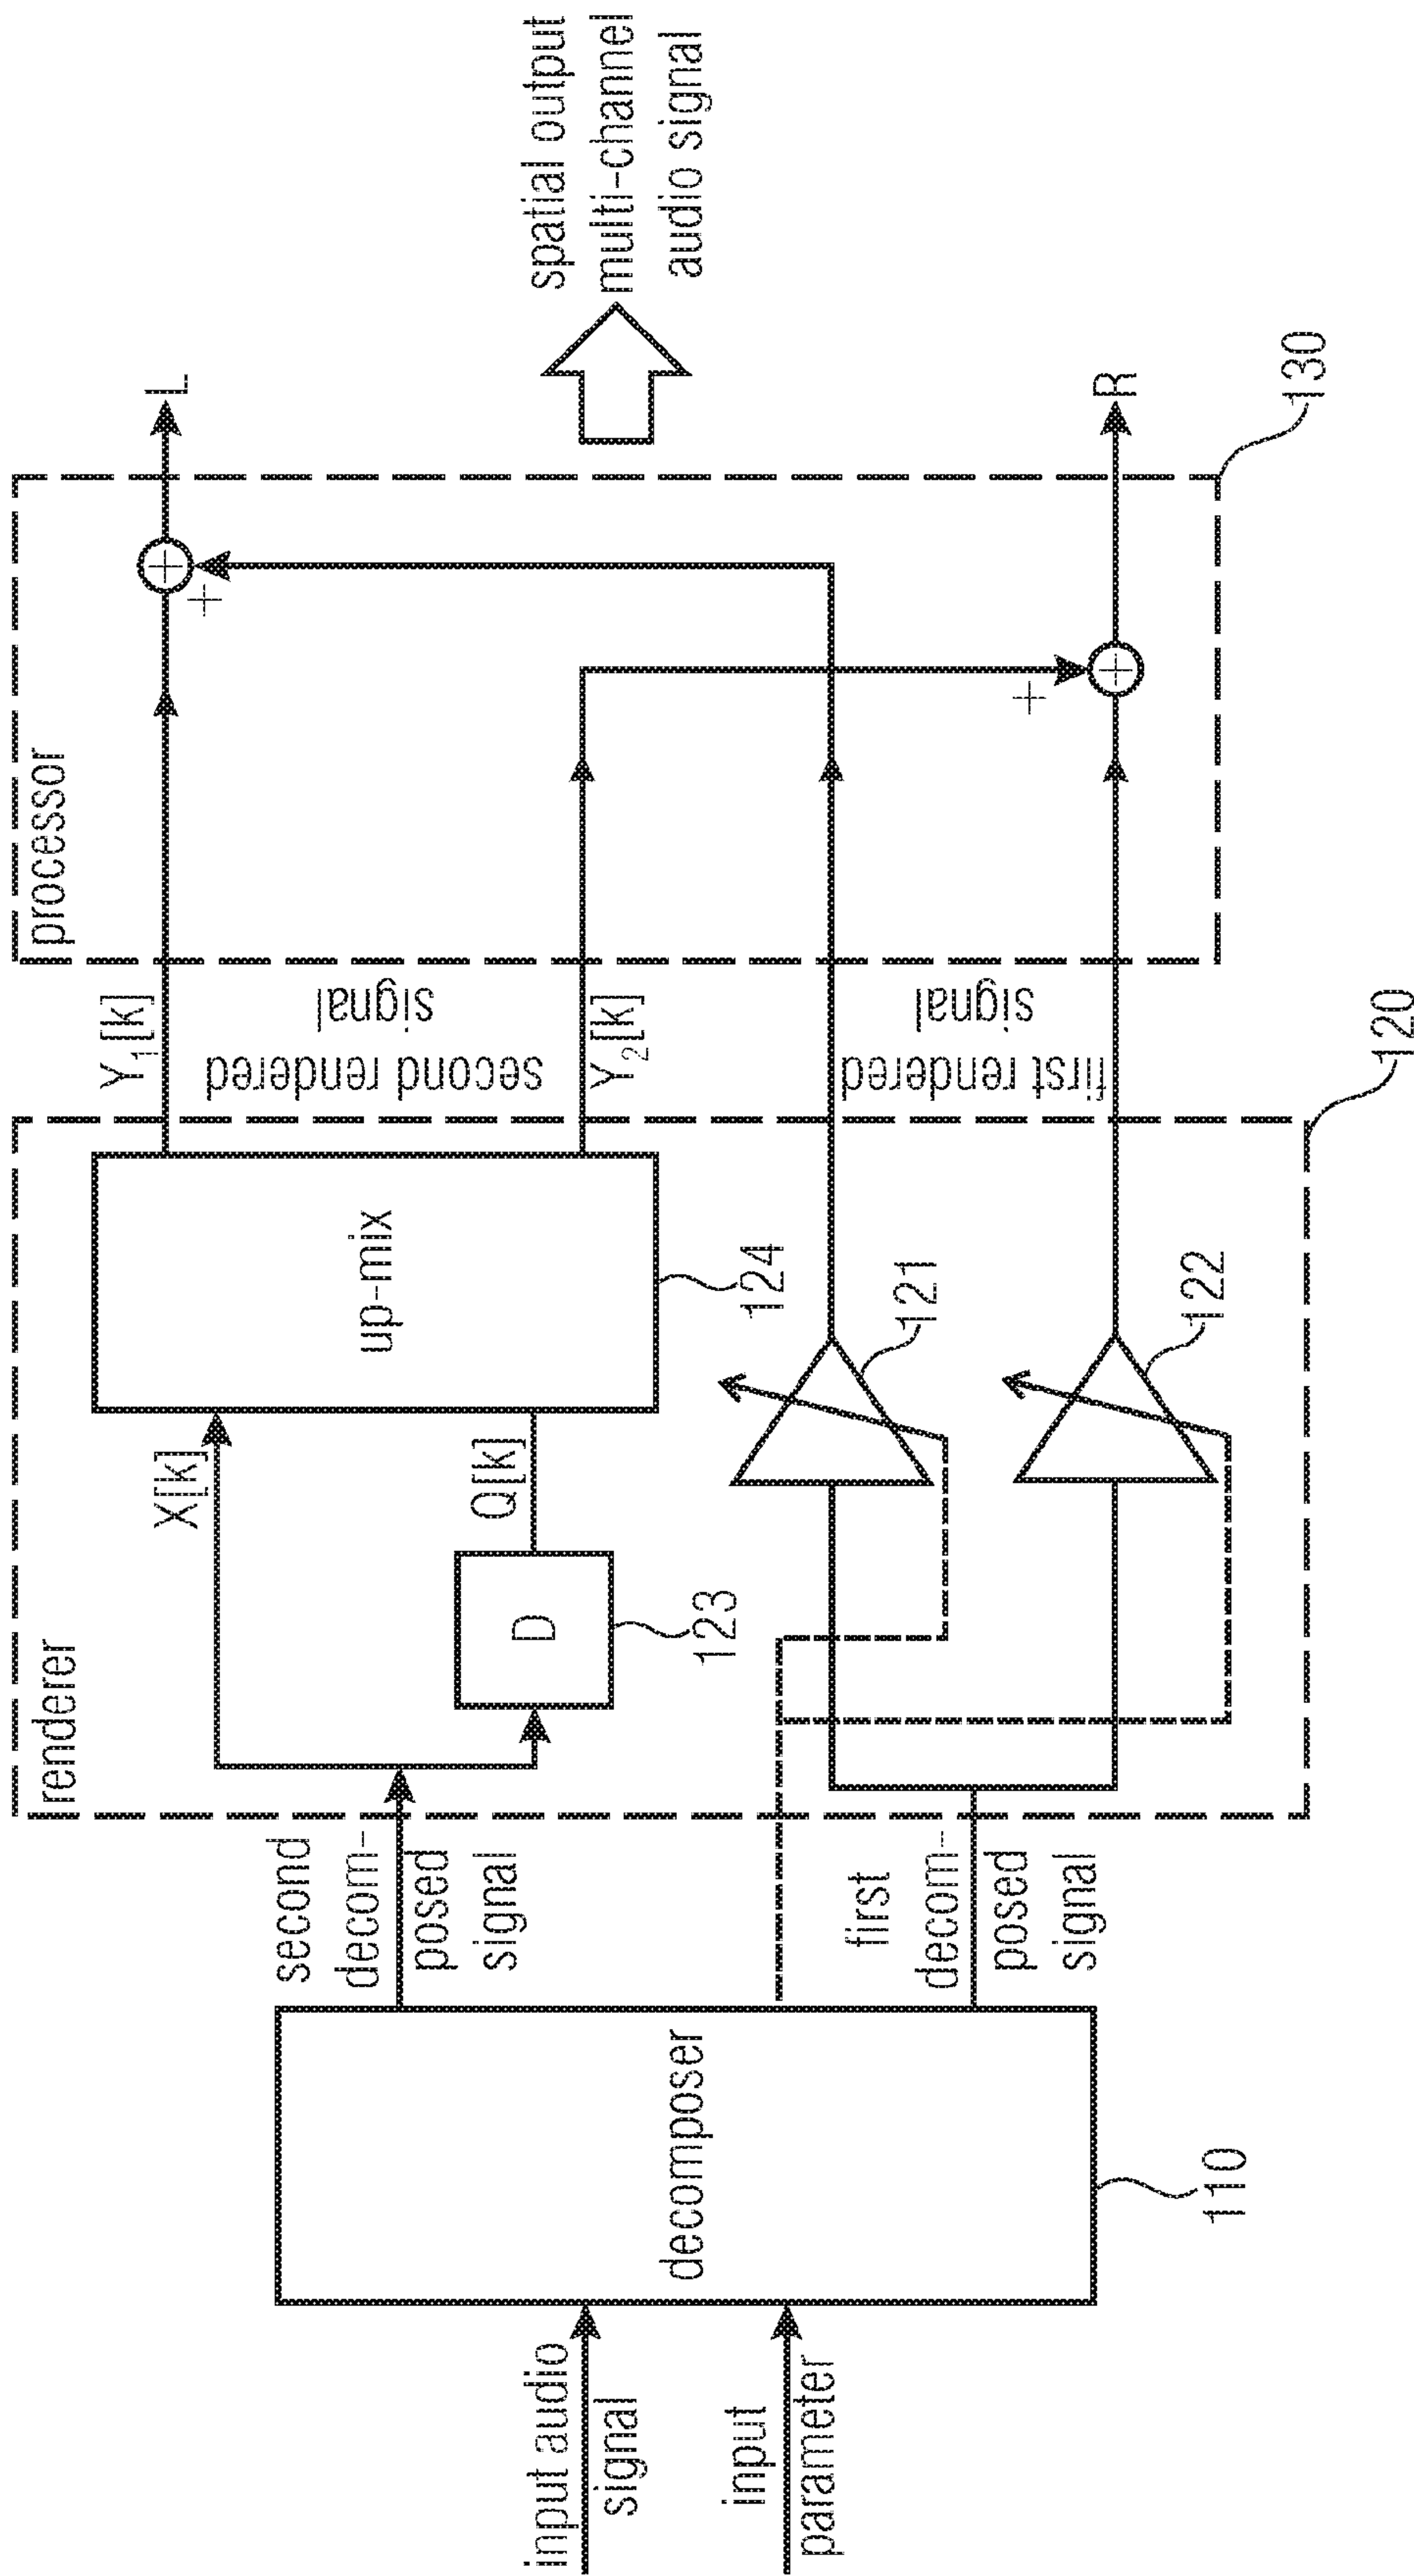 input audio
signal
input
parameter
decomposer
110
second
decom-
posed
signal
first
decom-
posed
signal
renderer
X[k]
D
123
Q[k]
up-mix
124
121
122
120
Y₁[k]
second rendered
signal
Y₂[k]
first rendered
signal
processor
+
+
+
+
L
R
130
spatial output
multi-channel
audio signal